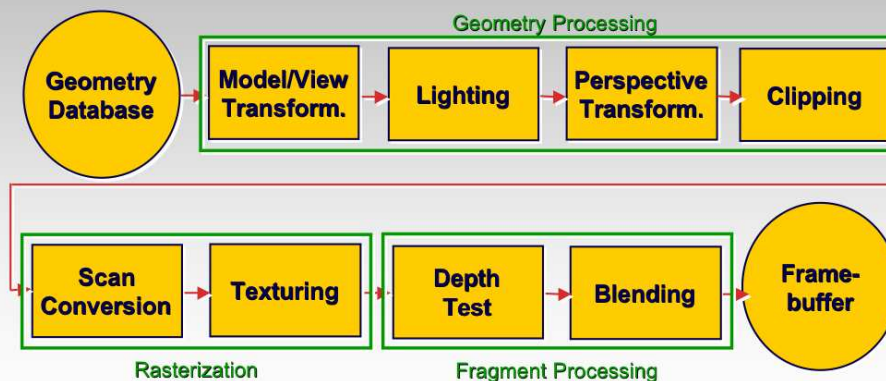 Geometry Processing
Geometry
Database
Model/View
Transform.
Lighting
Perspective
Transform.
Clipping
Scan
Conversion
Texturing
Depth
Test
Blending
Frame-
buffer
Rasterization
Fragment Processing